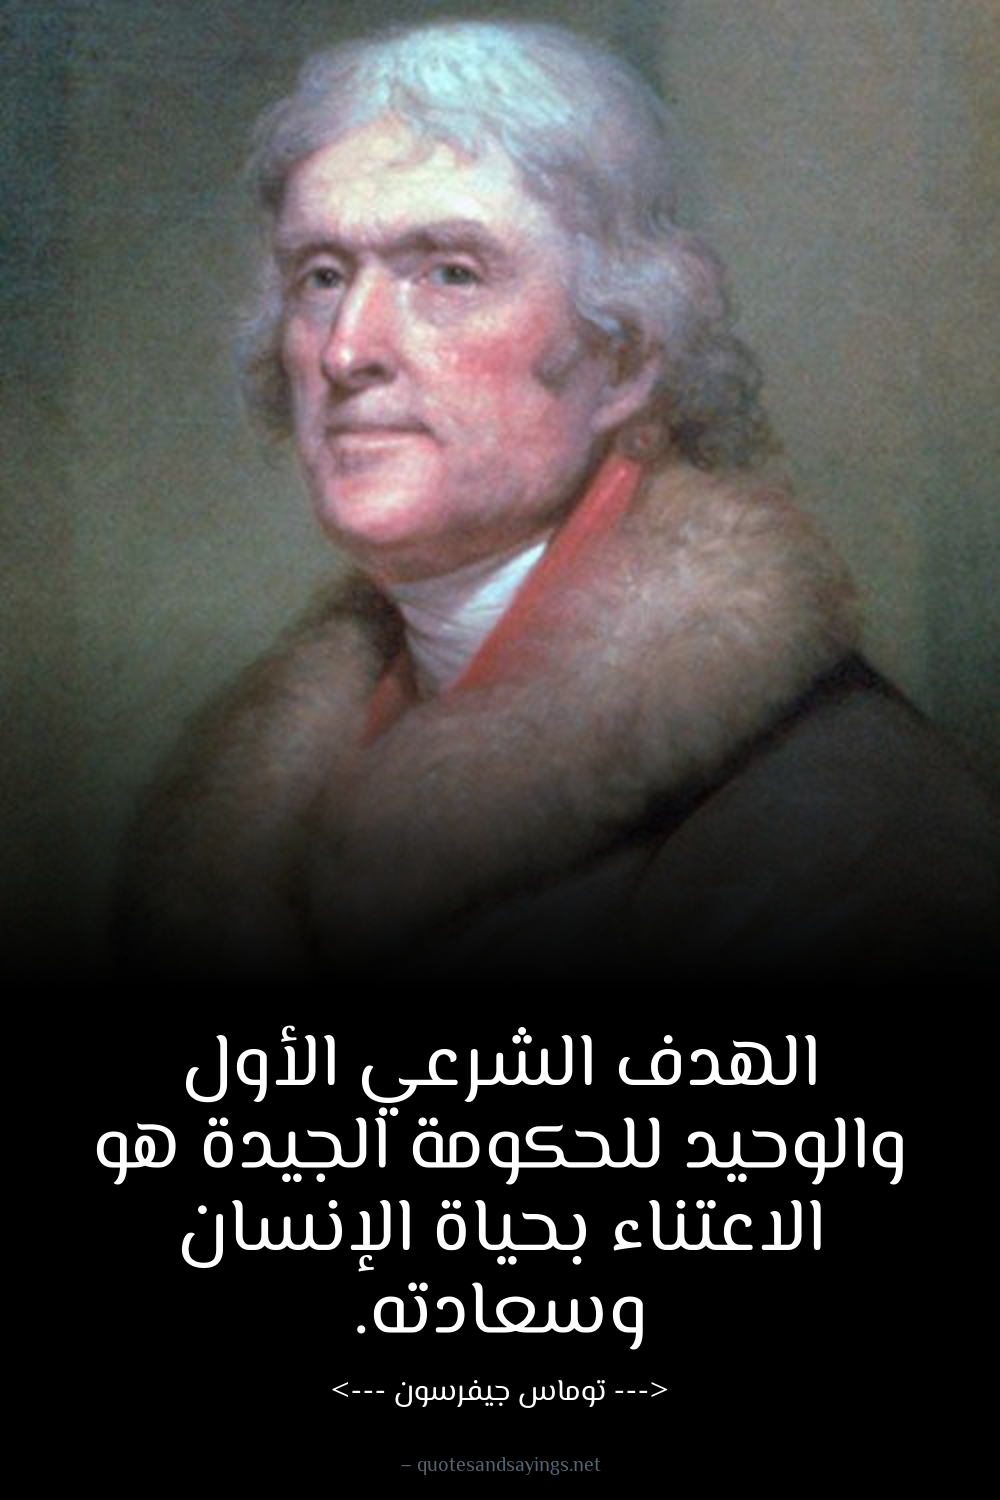 الهدف الشرعي الأول
والوحيد للحكومة الجيدة هو
الاعتناء بحياة الإنسان
وسعادته.
<--- توماس جيفرسون --->
– quotesandsayings.net